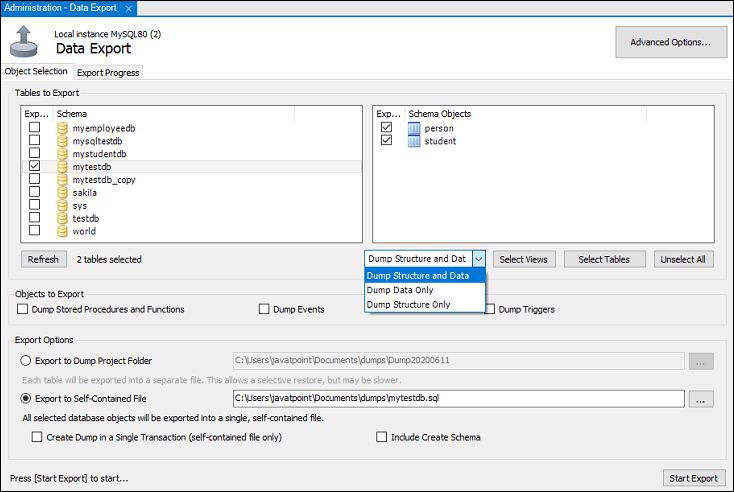 Administration - Data Export ×
Local instance MySQL80 (2)
Data Export
Advanced Options...
Object Selection Export Progress
Tables to Export
Exp... Schema
myemployeedb
mysqltestdb
mystudentdb
mytestdb
mytestdb_copy
sakila
sys
testdb
world
Exp... Schema Objects
person
student
Refresh 2 tables selected Dump Structure and Dat Select Views Select Tables Unselect All
Dump Structure and Data
Dump Data Only
Dump Structure Only
Objects to Export
Dump Stored Procedures and Functions Dump Events Dump Triggers
Export Options
Export to Dump Project Folder C:\Users\javatpoint\Documents\dumps\Dump20200611 ...
Each table will be exported into a separate file. This allows a selective restore, but may be slower.
Export to Self-Contained File C:\Users\javatpoint\Documents\dumps\mytestdb.sql ...
All selected database objects will be exported into a single, self-contained file.
Create Dump in a Single Transaction (self-contained file only) Include Create Schema
Press [Start Export] to start... Start Export